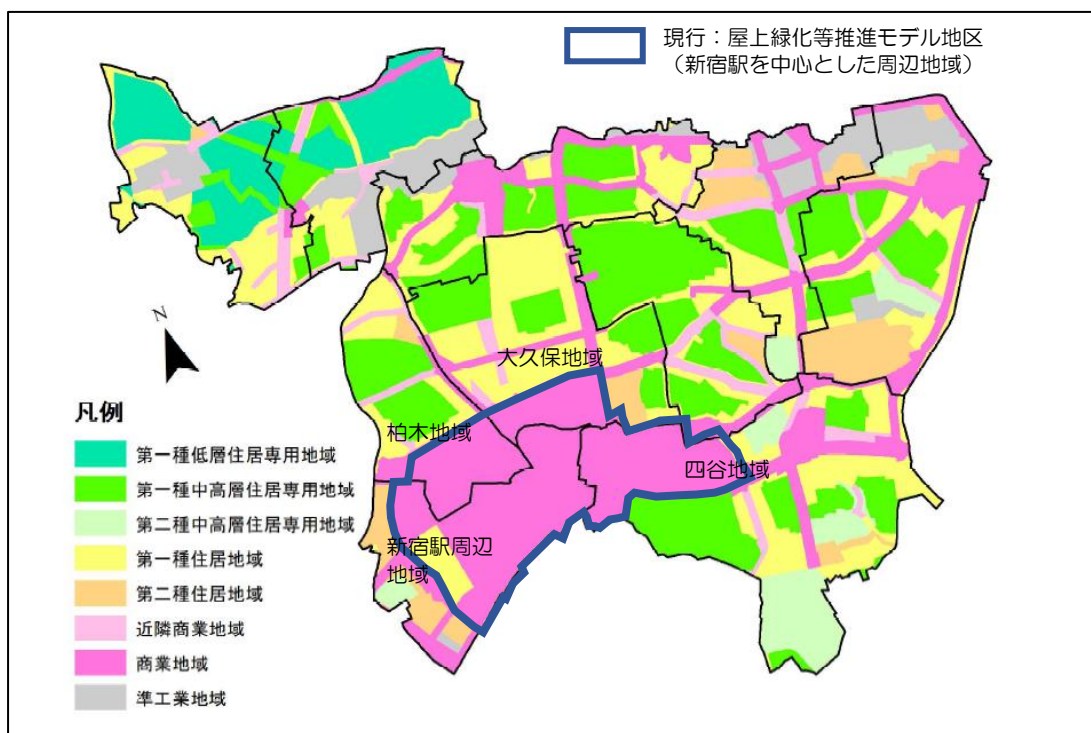 現行：屋上緑化等推進モデル地区
（新宿駅を中心とした周辺地域）
N
大久保地域
柏木地域
四谷地域
新宿駅周辺
地域
凡例
第一種低層住居専用地域
第一種中高層住居専用地域
第二種中高層住居専用地域
第一種住居地域
第二種住居地域
近隣商業地域
商業地域
準工業地域